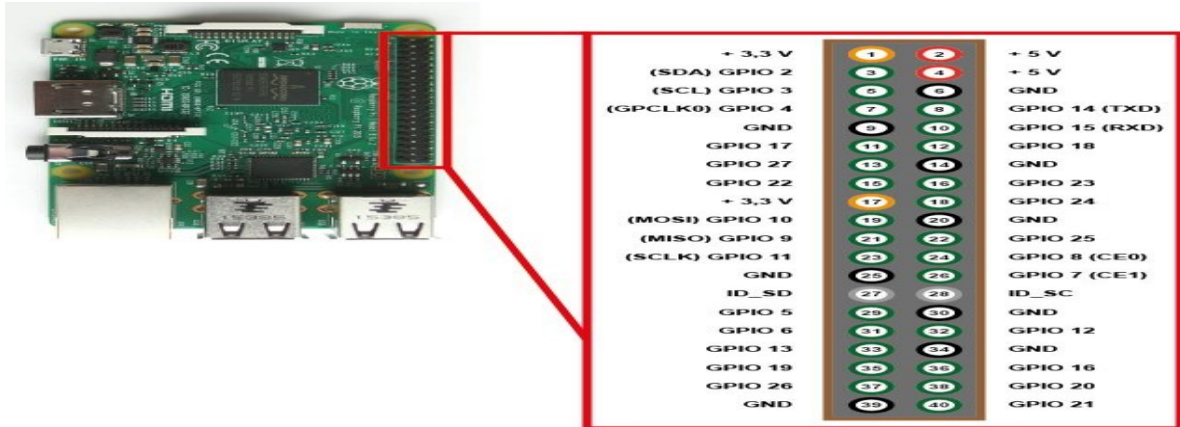 + 3,3 V 1 2 + 5 V
(SDA) GPIO 2 3 4 + 5 V
(SCL) GPIO 3 5 6 GND
(GPCLK0) GPIO 4 7 8 GPIO 14 (TXD)
GND 9 10 GPIO 15 (RXD)
GPIO 17 11 12 GPIO 18
GPIO 27 13 14 GND
GPIO 22 15 16 GPIO 23
+ 3,3 V 17 18 GPIO 24
(MOSI) GPIO 10 19 20 GND
(MISO) GPIO 9 21 22 GPIO 25
(SCLK) GPIO 11 23 24 GPIO 8 (CE0)
GND 25 26 GPIO 7 (CE1)
ID_SD 27 28 ID_SC
GPIO 5 29 30 GND
GPIO 6 31 32 GPIO 12
GPIO 13 33 34 GND
GPIO 19 35 36 GPIO 16
GPIO 26 37 38 GPIO 20
GND 39 40 GPIO 21
DISPLAY
HDMI
CE